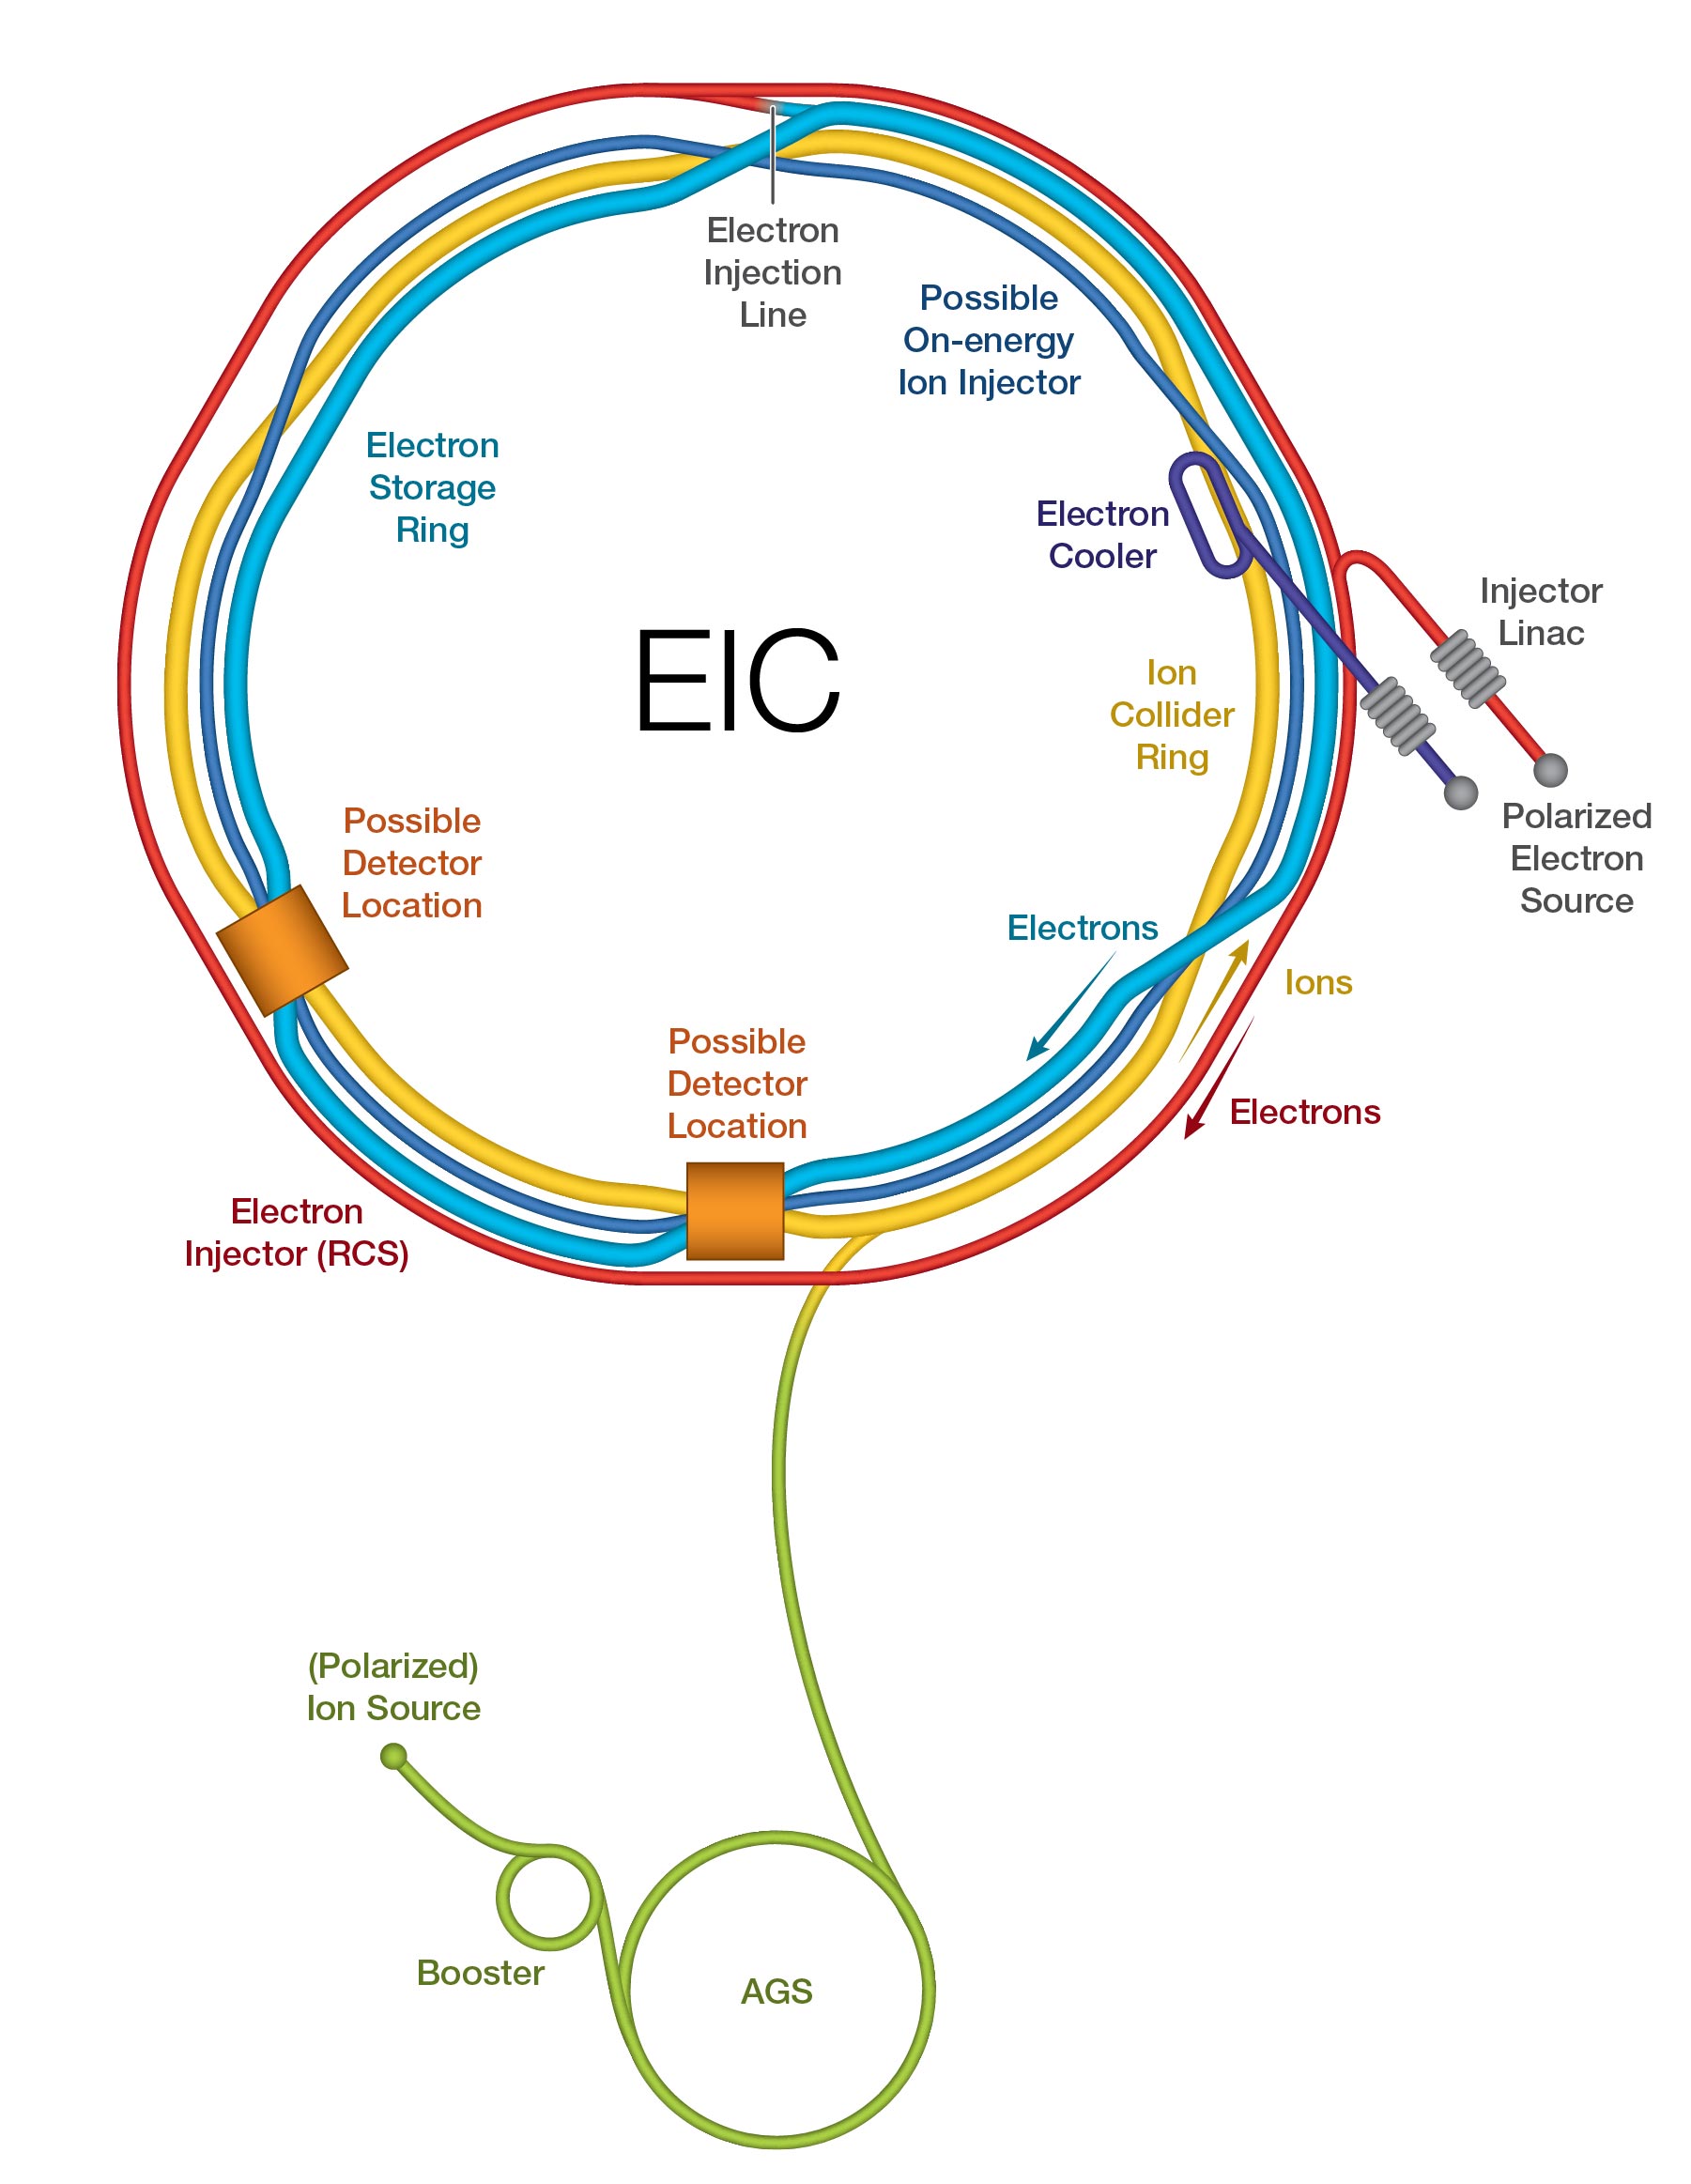 Electron
Injection
Line
Possible
On-energy
Ion Injector
Electron
Storage
Ring
Electron
Cooler
Injector
Linac
EIC
Ion
Collider
Ring
Polarized
Electron
Source
Possible
Detector
Location
Electrons
Ions
Possible
Detector
Location
Electrons
Electron
Injector (RCS)
(Polarized)
Ion Source
Booster
AGS